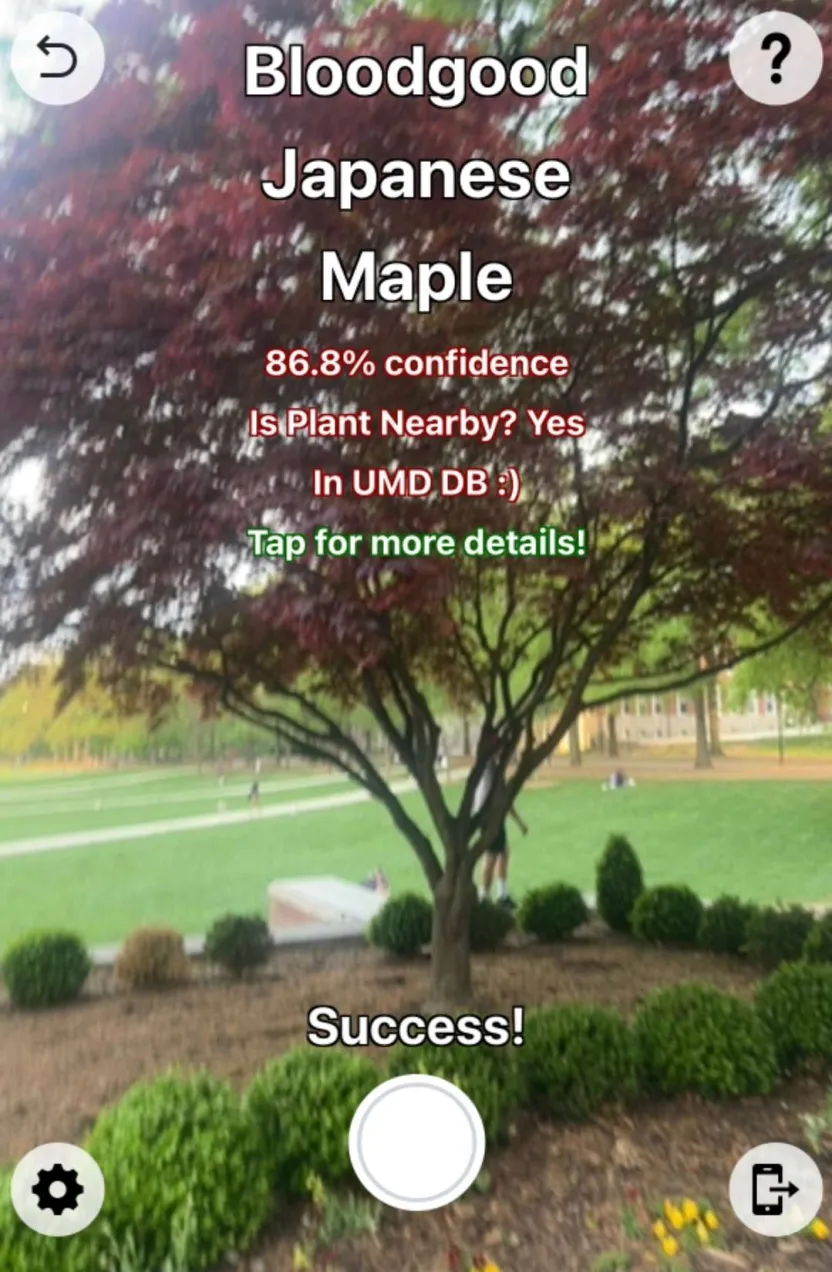 ?
Bloodgood
Japanese
Maple
86.8% confidence
Is Plant Nearby? Yes
In UMD DB :)
Tap for more details!
Success!